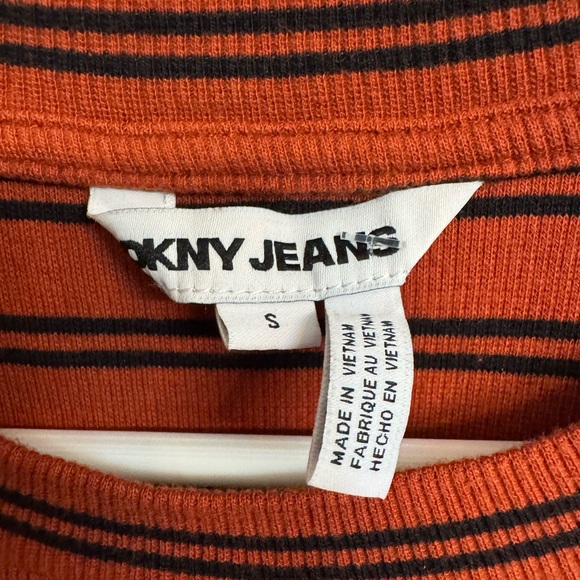 DKNY JEANS
S
MADE IN VIETNAM
FABRIQUE AU VIETNAM
HECHO EN VIETNAM